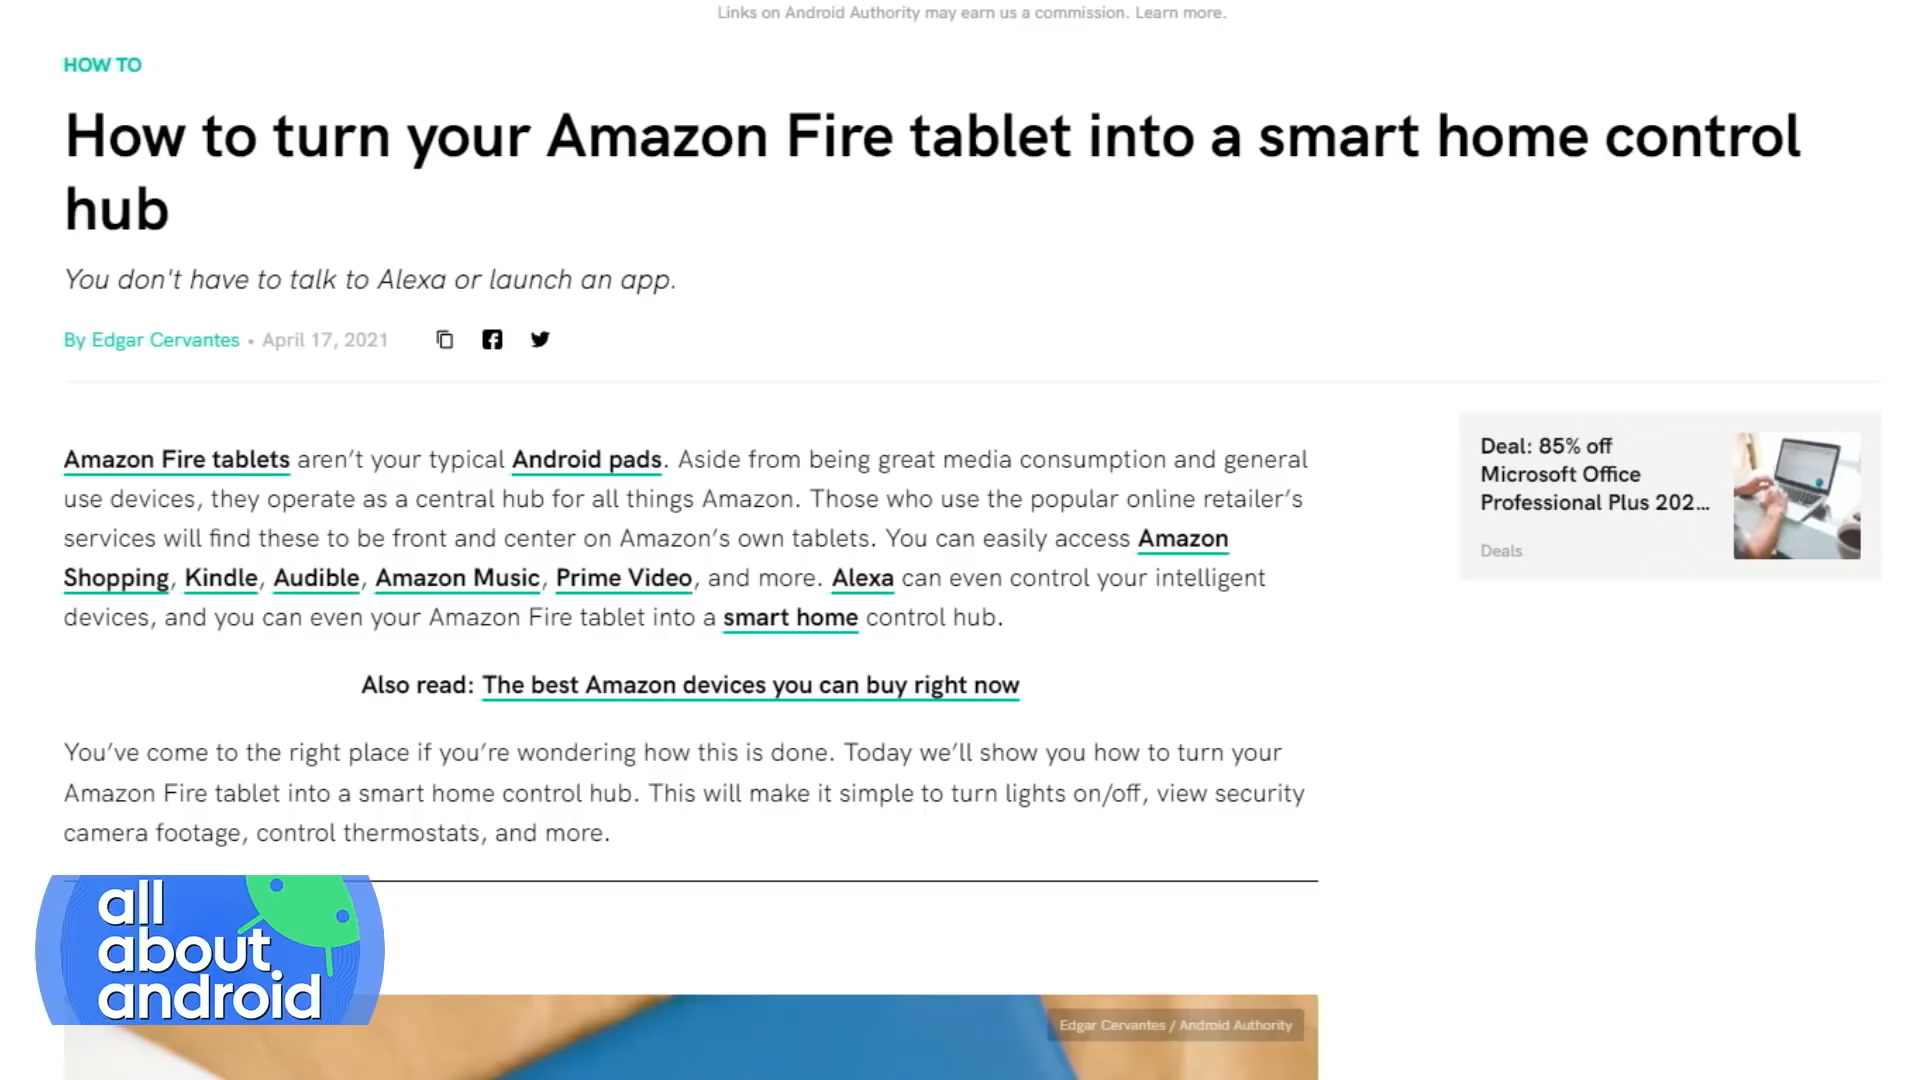 Links on Android Authority may earn us a commission. Learn more.
HOW TO
How to turn your Amazon Fire tablet into a smart home control
hub
You don't have to talk to Alexa or launch an app.
By Edgar Cervantes • April 17, 2021
Amazon Fire tablets aren’t your typical Android pads. Aside from being great media consumption and general
use devices, they operate as a central hub for all things Amazon. Those who use the popular online retailer’s
services will find these to be front and center on Amazon’s own tablets. You can easily access Amazon
Shopping, Kindle, Audible, Amazon Music, Prime Video, and more. Alexa can even control your intelligent
devices, and you can even your Amazon Fire tablet into a smart home control hub.
Also read: The best Amazon devices you can buy right now
You’ve come to the right place if you’re wondering how this is done. Today we’ll show you how to turn your
Amazon Fire tablet into a smart home control hub. This will make it simple to turn lights on/off, view security
camera footage, control thermostats, and more.
Deal: 85% off
Microsoft Office
Professional Plus 202...
Deals
all
about
android
Edgar Cervantes / Android Authority